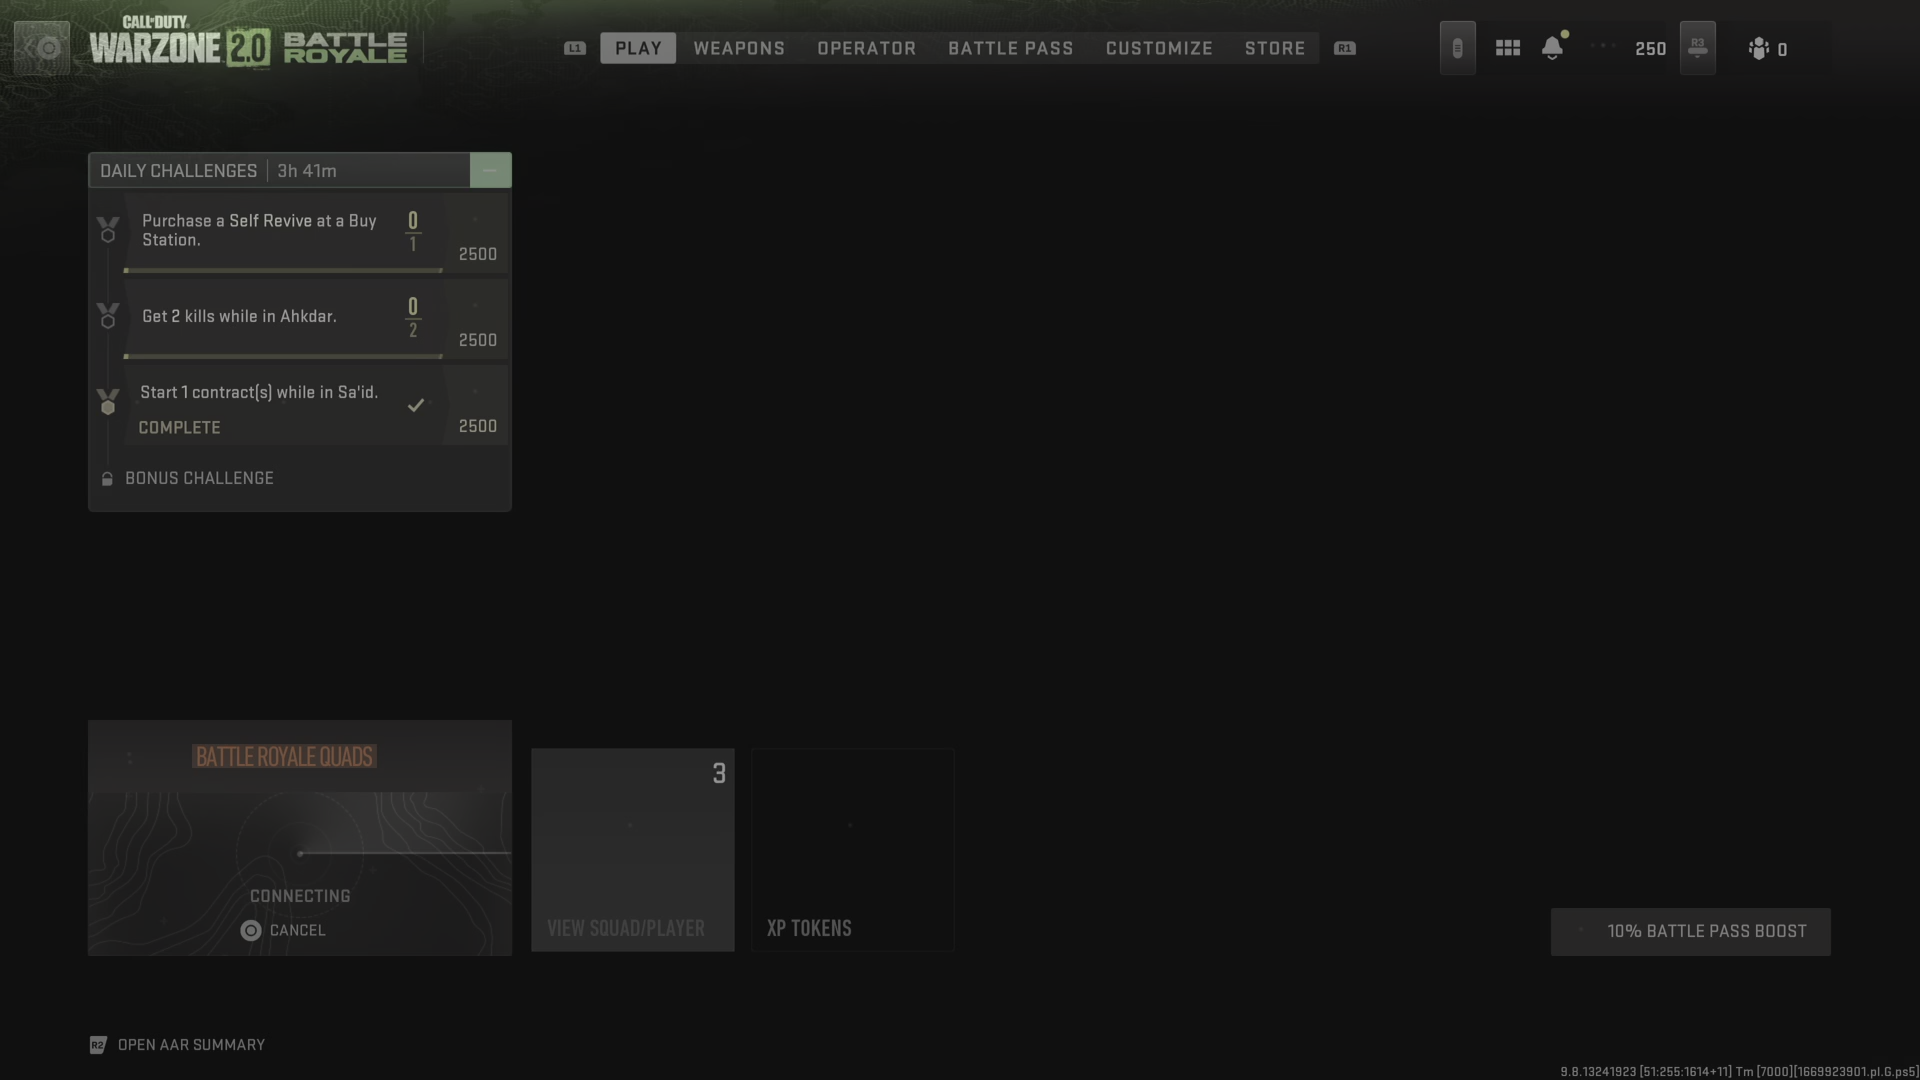 CALL OF DUTY
WARZONE 2.0 BATTLE ROYALE
L1 PLAY WEAPONS OPERATOR BATTLE PASS CUSTOMIZE STORE R1
250 R3 0
DAILY CHALLENGES 3h 41m
Purchase a Self Revive at a Buy
Station.
0
1
2500
Get 2 kills while in Ahkdar.
0
2
2500
Start 1 contract(s) while in Sa'id.
COMPLETE
2500
BONUS CHALLENGE
BATTLE ROYALE QUADS
CONNECTING
CANCEL
3
VIEW SQUAD/PLAYER
XP TOKENS
10% BATTLE PASS BOOST
R2 OPEN AAR SUMMARY
9.8.13241923 [51:255:1614+11] Tm [7000][1669923901.pl.G.ps5]